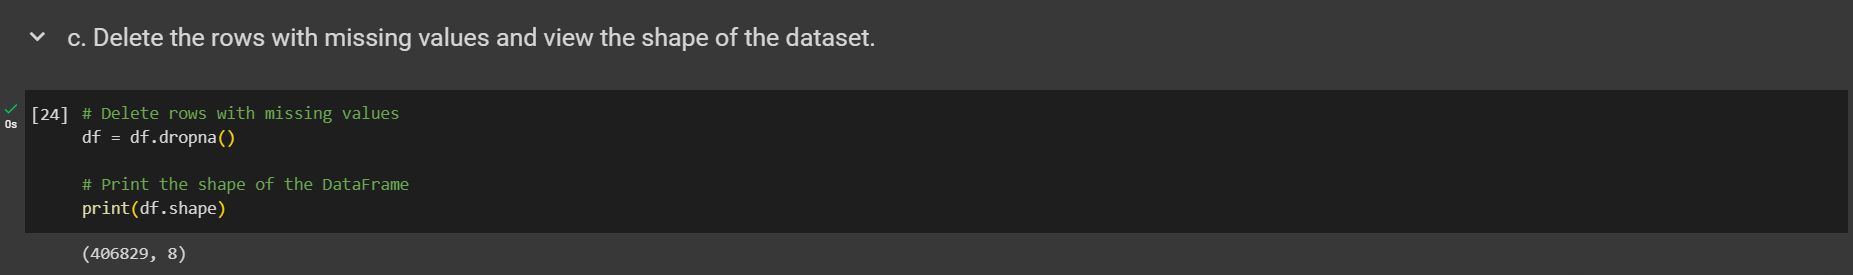 c. Delete the rows with missing values and view the shape of the dataset.
[24] # Delete rows with missing values
0s
df = df.dropna()
# Print the shape of the DataFrame
print(df.shape)
(406829, 8)